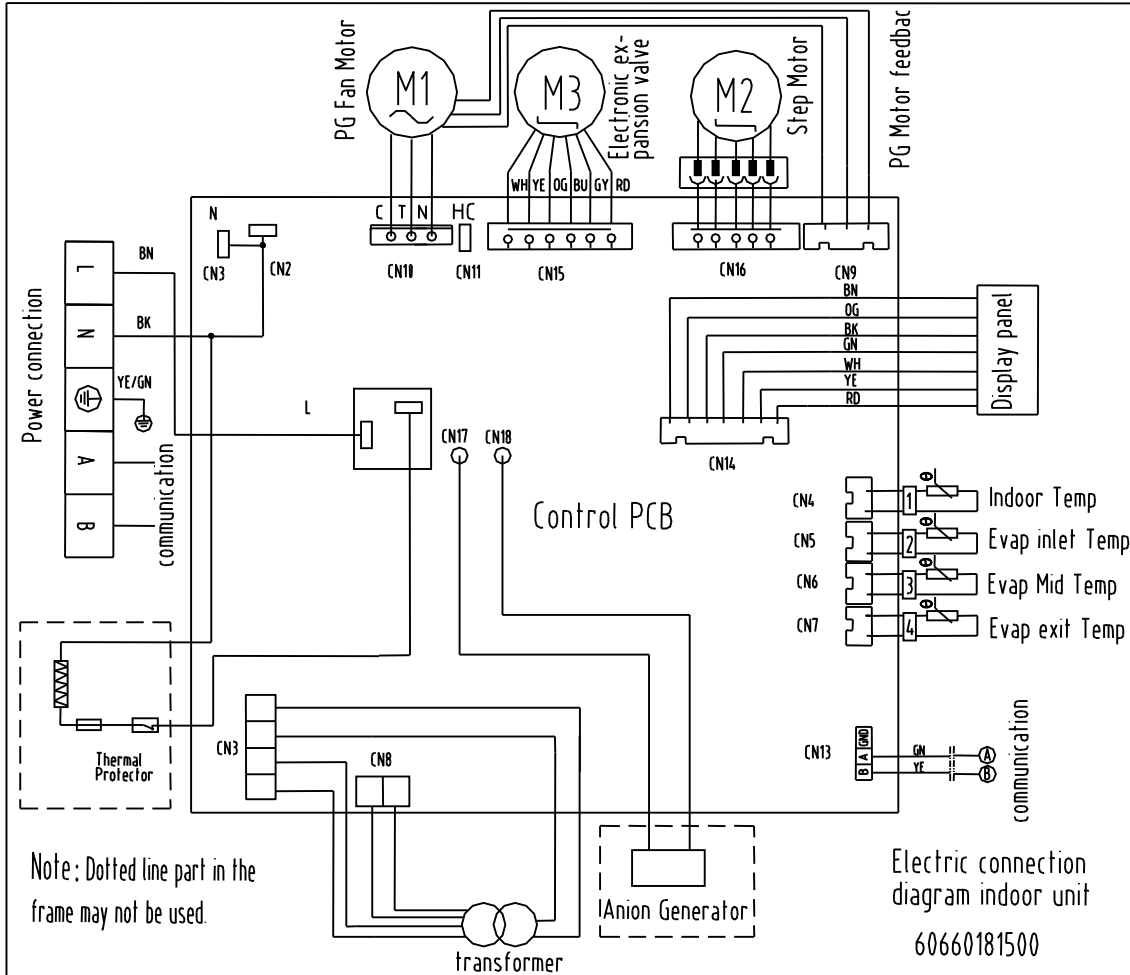 PG Fan Motor
M1
M3
Electronic ex-
pansion valve
M2
Step Motor
PG Motor feedbac
WH YE OG BU GY RD
C T N HC
CN10 CN11 CN15 CN16 CN9
N
CN3 CN2
Power connection
L
N
A
B
BN
BK
YE/GN
communication
L
CN17 CN18
BN
OG
BK
GN
WH
YE
RD
Display panel
CN14
Control PCB
CN4 1 Indoor Temp
CN5 2 Evap inlet Temp
CN6 3 Evap Mid Temp
CN7 4 Evap exit Temp
Thermal
Protector
CN3
CN8
CN13
B A GND
GN
YE
A
B
communication
Note: Dotted line part in the
frame may not be used.
transformer
Anion Generator
Electric connection
diagram indoor unit
60660181500